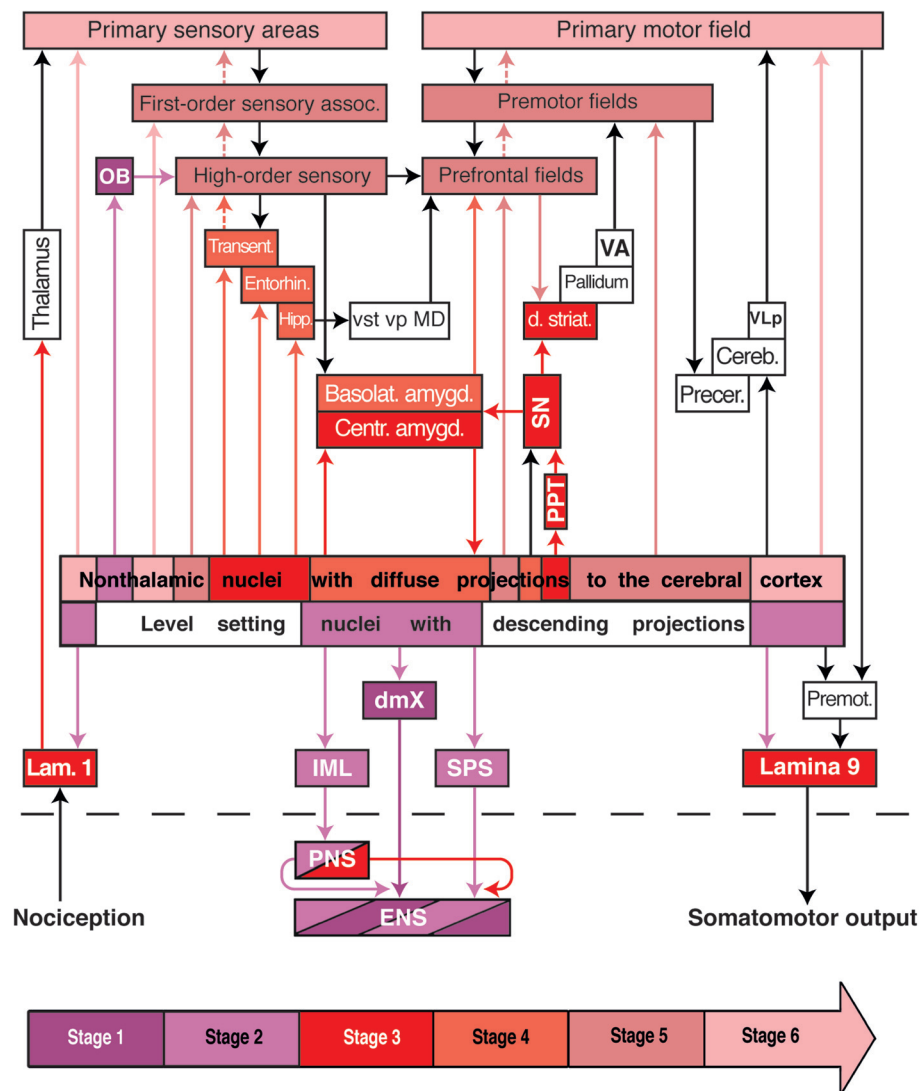 Primary sensory areas
Primary motor field
First-order sensory assoc.
Premotor fields
OB
High-order sensory
Prefrontal fields
Thalamus
Transent.
VA
Entorhin.
Pallidum
Hipp.
vst vp MD
d. striat.
VLp
Cereb.
Basolat. amygd.
SN
Precer.
Centr. amygd.
PPT
Nonthalamic nuclei with diffuse projections to the cerebral cortex
Level setting nuclei with descending projections
dmX
Premot.
Lam. 1
IML
SPS
Lamina 9
PNS
Nociception
ENS
Somatomotor output
Stage 1
Stage 2
Stage 3
Stage 4
Stage 5
Stage 6